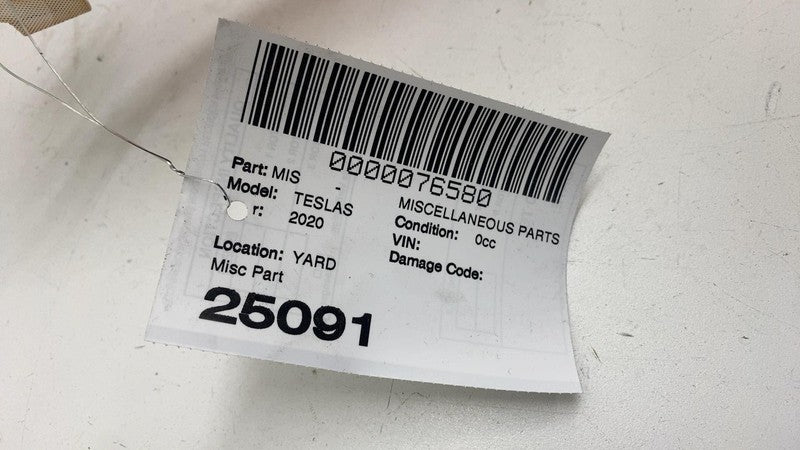 0000076580
Part: MIS - MISCELLANEOUS PARTS
Model: TESLAS Condition: 0cc
r: 2020 VIN:
Location: YARD Damage Code:
Misc Part
25091